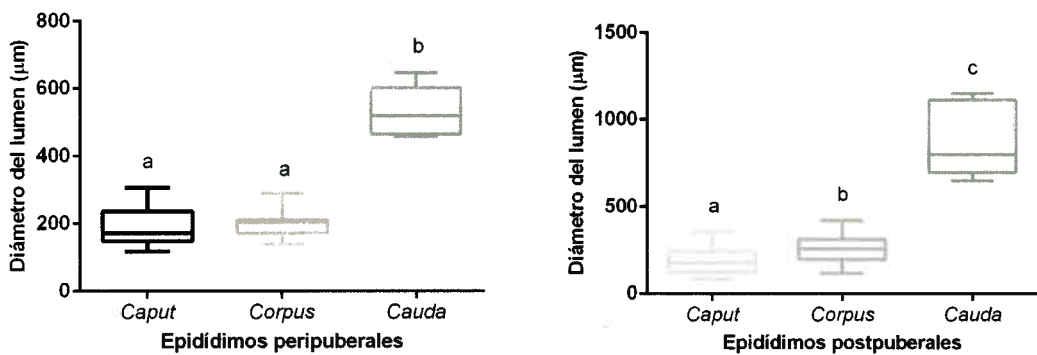 Diámetro del lumen (µm)
800
600
400
200
0
a
a
b
Caput
Corpus
Cauda
Epidídimos peripuberales
Diámetro del lumen (µm)
1500
1000
500
0
a
b
c
Caput
Corpus
Cauda
Epidídimos postpuberales